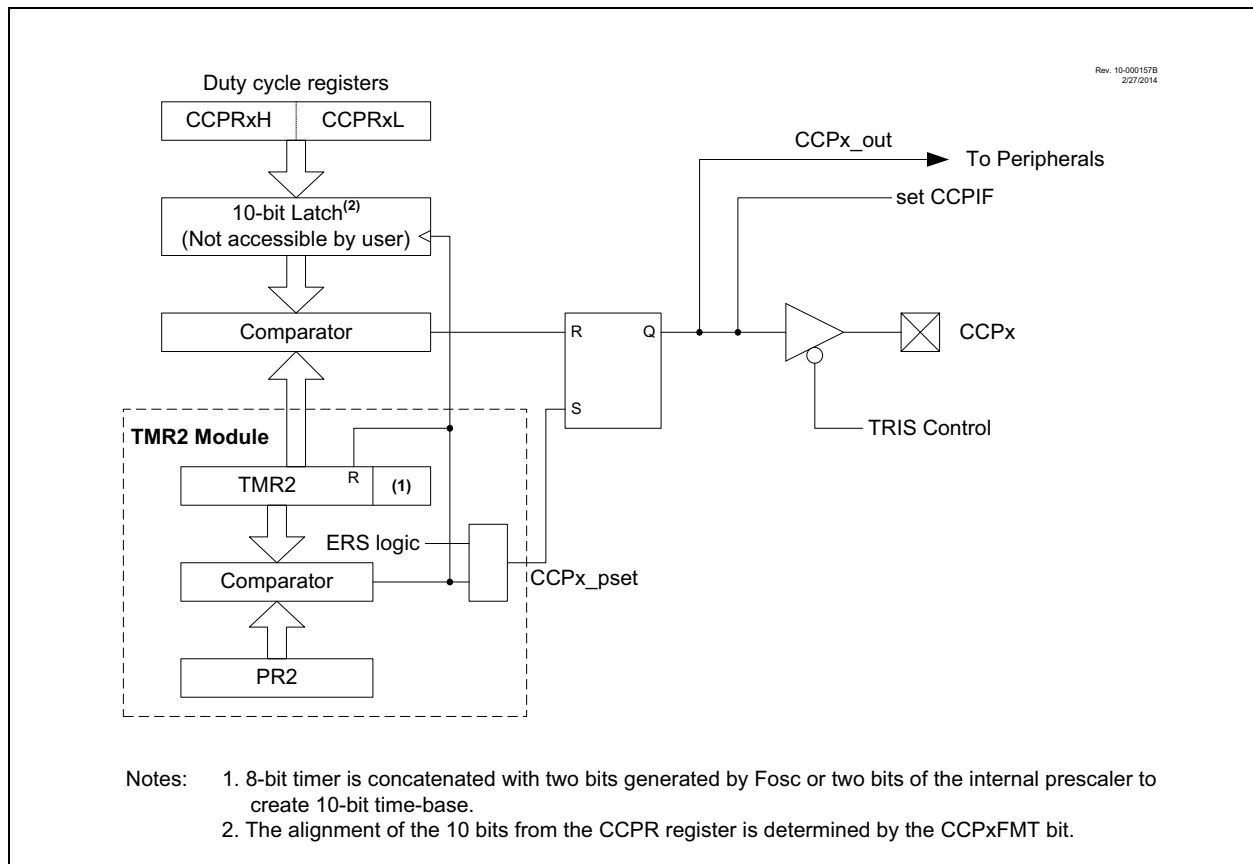 Rev. 10-000157B
2/27/2014
Duty cycle registers
CCPRxH
CCPRxL
CCPx_out
To Peripherals
set CCPIF
10-bit Latch(2)
(Not accessible by user)
Comparator
R
Q
CCPx
S
TRIS Control
TMR2 Module
TMR2
R
(1)
ERS logic
Comparator
CCPx_pset
PR2
Notes:
1. 8-bit timer is concatenated with two bits generated by Fosc or two bits of the internal prescaler to
create 10-bit time-base.
2. The alignment of the 10 bits from the CCPR register is determined by the CCPxFMT bit.